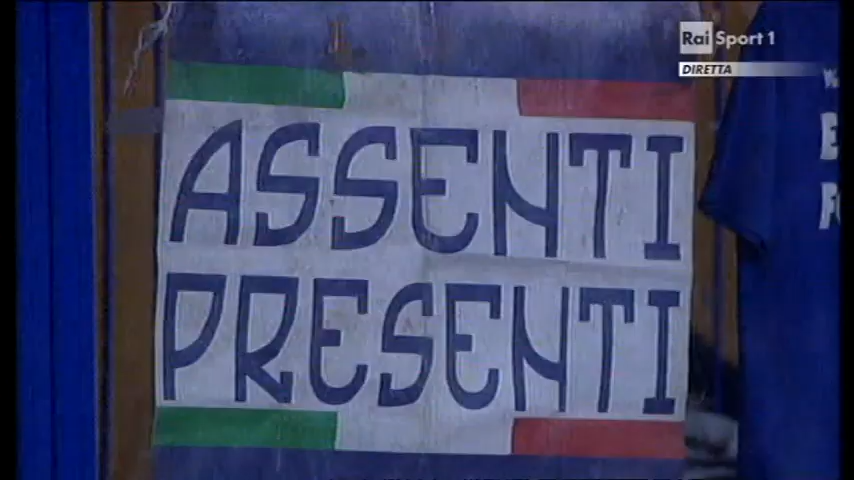 Rai Sport 1
DIRETTA
ASSENTI
PRESENTI